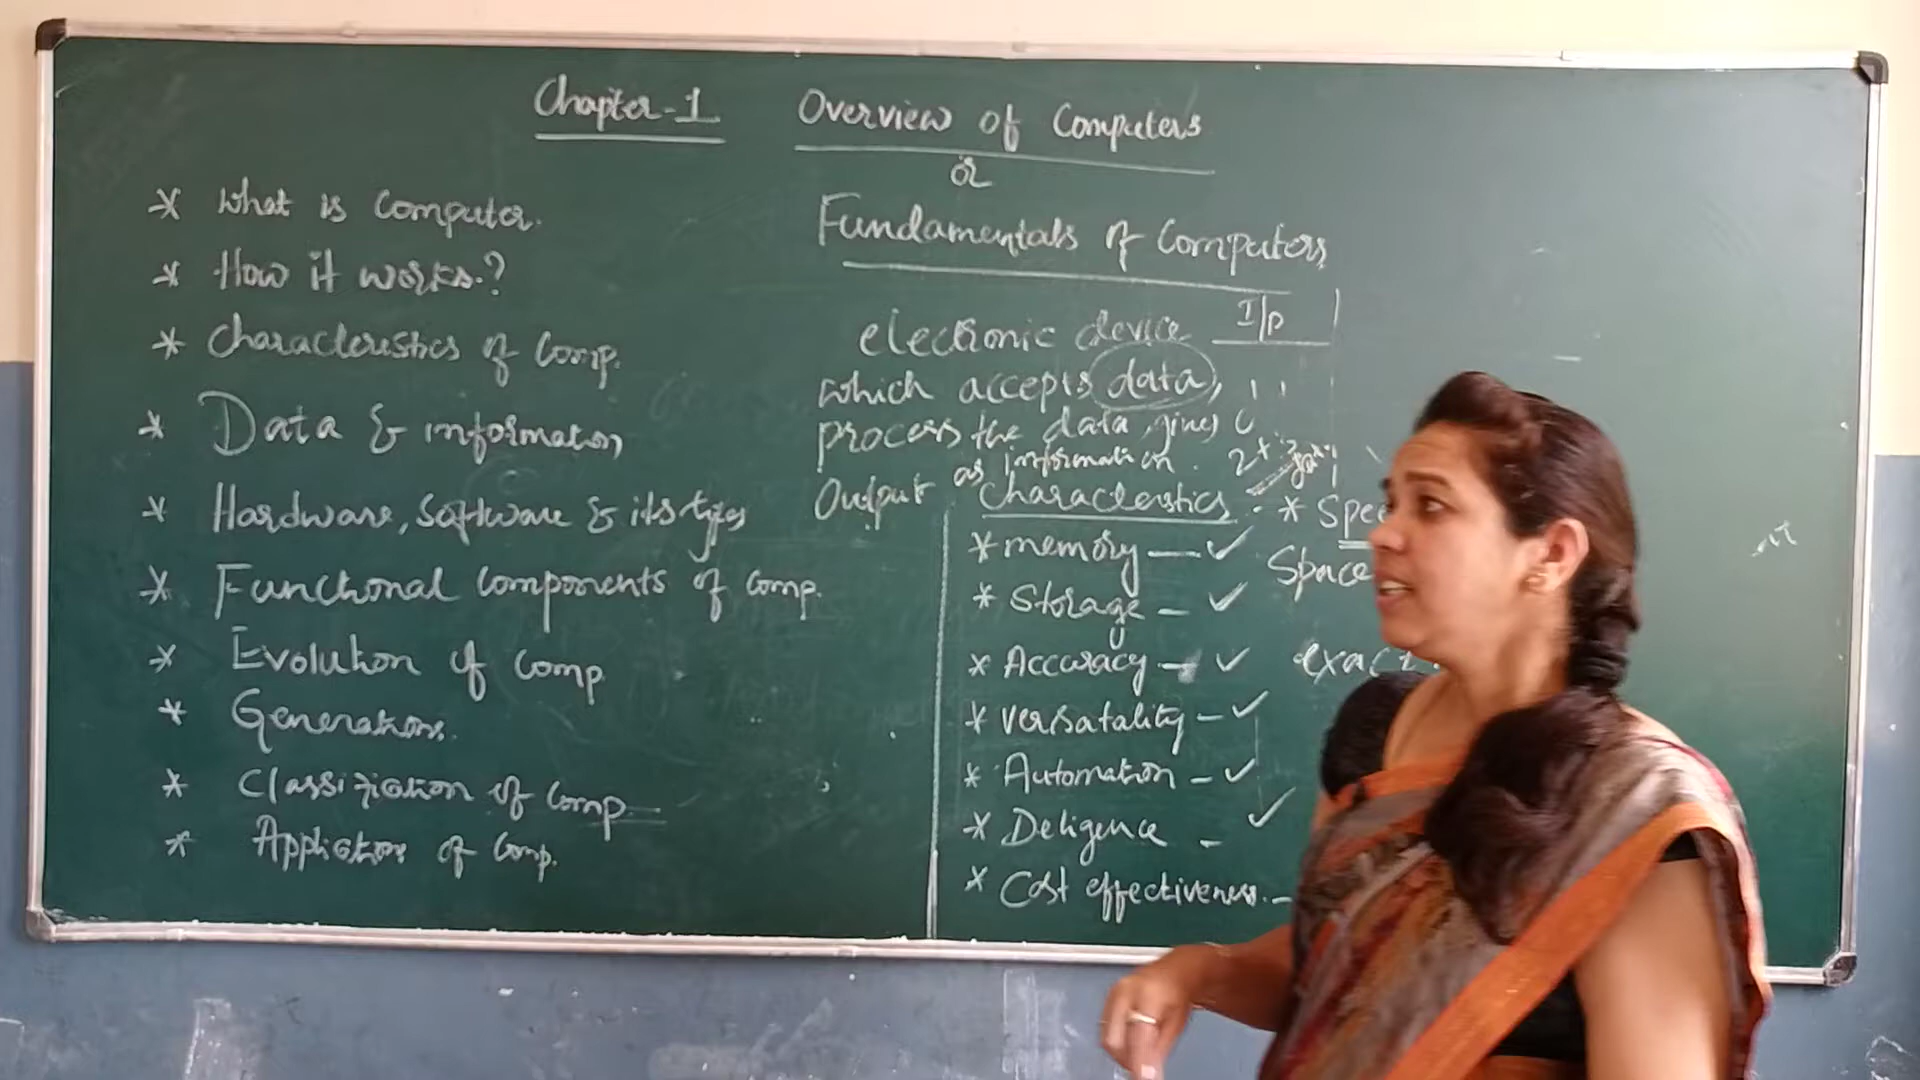 Chapter-1 Overview of Computers
or
Fundamentals of Computers
* What is Computer.
* How it works.?
* Characteristics of Comp.
* Data & information
* Hardware, Software & its types
* Functional Components of Comp.
* Evolution of Comp
* Generations.
* Classification of Comp
* Applications of Comp.
electronic device I/P
which accepts data,
process the data, gives
as information.
Output
Characteristics
* Spee
* memory — ✓
Space
* Storage – ✓
* Accuracy – ✓ exact.
* versatality – ✓
* Automation – ✓
* Deligence – ✓
* Cost effectiveness. –